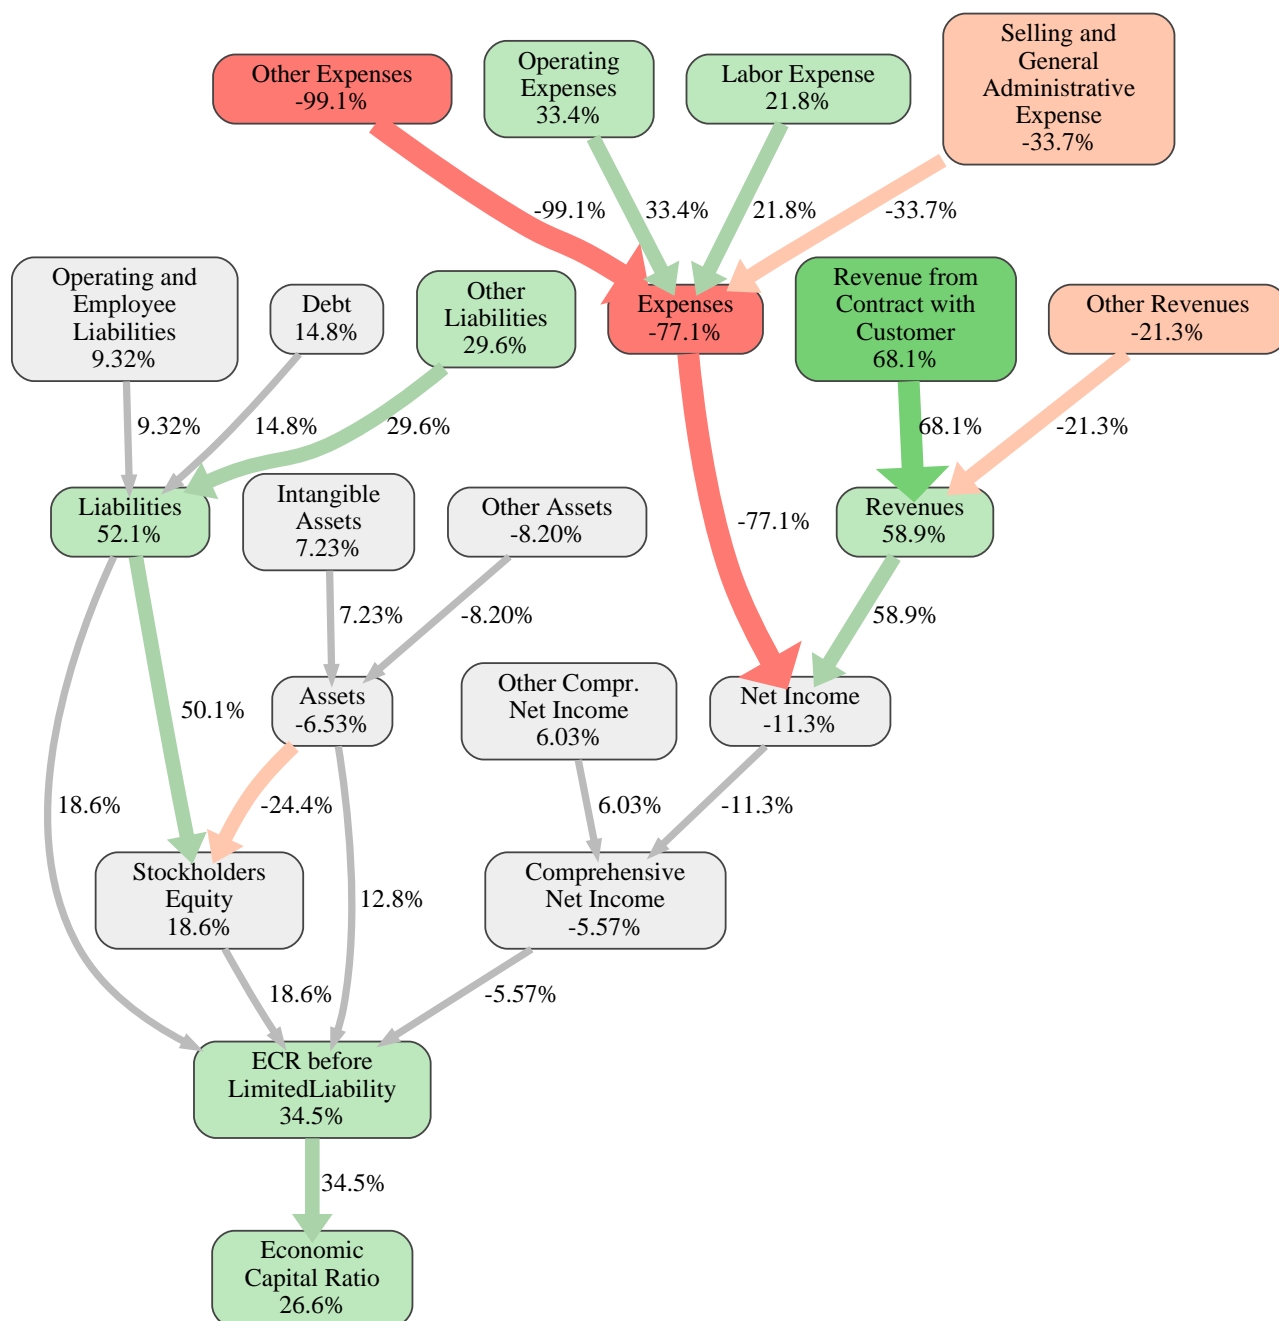 Other Expenses
-99.1%
Operating
Expenses
33.4%
Labor Expense
21.8%
Selling and
General
Administrative
Expense
-33.7%
-99.1%
33.4%
21.8%
-33.7%
Operating and
Employee
Liabilities
9.32%
Debt
14.8%
Other
Liabilities
29.6%
Expenses
-77.1%
Revenue from
Contract with
Customer
68.1%
Other Revenues
-21.3%
9.32%
14.8%
29.6%
68.1%
-21.3%
Liabilities
52.1%
Intangible
Assets
7.23%
Other Assets
-8.20%
-77.1%
Revenues
58.9%
7.23%
-8.20%
58.9%
50.1%
Assets
-6.53%
Other Compr.
Net Income
6.03%
Net Income
-11.3%
18.6%
-24.4%
6.03%
-11.3%
Stockholders
Equity
18.6%
12.8%
Comprehensive
Net Income
-5.57%
18.6%
-5.57%
ECR before
LimitedLiability
34.5%
34.5%
Economic
Capital Ratio
26.6%